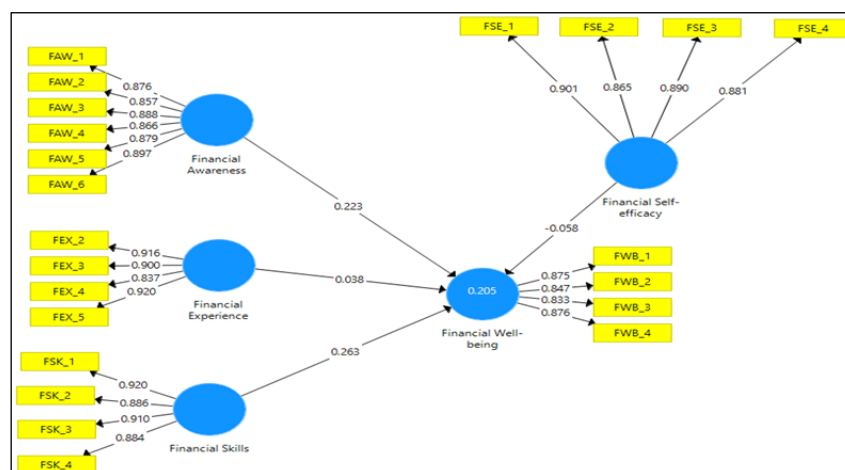 FSE_1
FSE_2
FSE_3
FSE_4
0.901
0.865
0.890
0.881
Financial Self-
efficacy
-0.058
FAW_1
FAW_2
FAW_3
FAW_4
FAW_5
FAW_6
0.876
0.857
0.888
0.866
0.879
0.897
Financial
Awareness
0.223
FEX_2
FEX_3
FEX_4
FEX_5
0.916
0.900
0.837
0.920
Financial
Experience
0.038
FSK_1
FSK_2
FSK_3
FSK_4
0.920
0.886
0.910
0.884
Financial Skills
0.263
0.205
Financial Well-
being
0.875
0.847
0.833
0.876
FWB_1
FWB_2
FWB_3
FWB_4